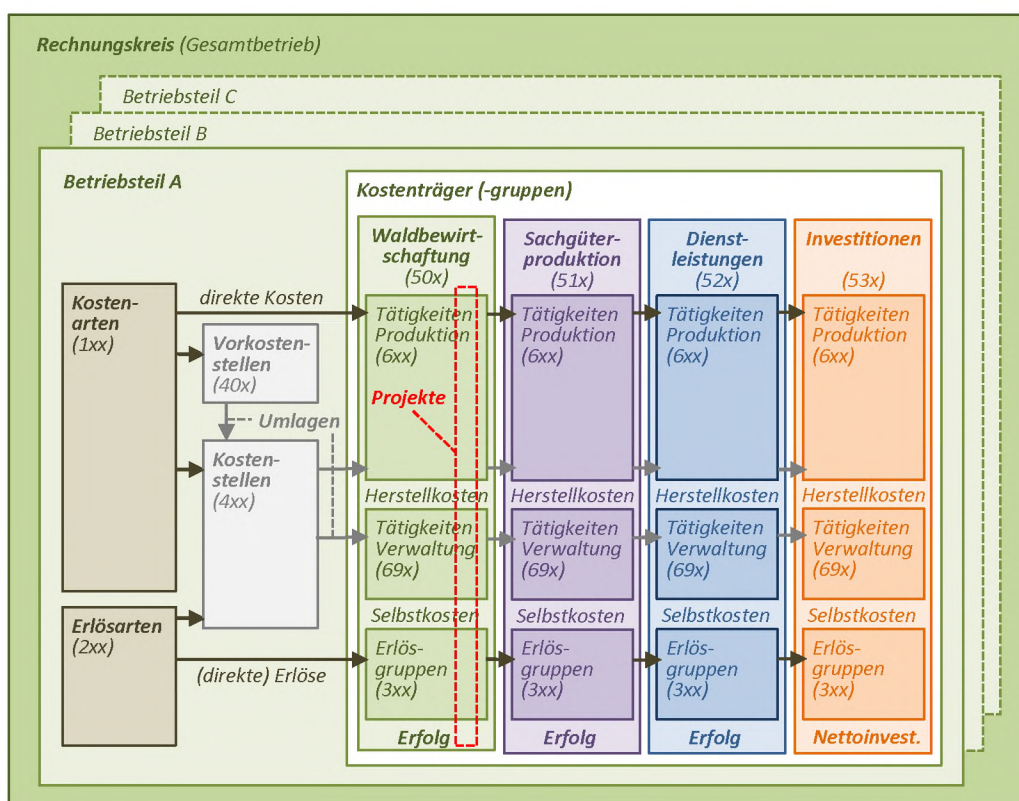 Rechnungskreis (Gesamtbetrieb)
Betriebsteil C
Betriebsteil B
Betriebsteil A
Kostenträger (-gruppen)
Waldbewirt-
schaftung
(50x)
Sachgüter-
produktion
(51x)
Dienst-
leistungen
(52x)
Investitionen
(53x)
Kosten-
arten
(1xx)
direkte Kosten
Vorkosten-
stellen
(40x)
Umlagen
Kosten-
stellen
(4xx)
Projekte
Tätigkeiten
Produktion
(6xx)
Tätigkeiten
Produktion
(6xx)
Tätigkeiten
Produktion
(6xx)
Tätigkeiten
Produktion
(6xx)
Herstellkosten
Herstellkosten
Herstellkosten
Herstellkosten
Tätigkeiten
Verwaltung
(69x)
Tätigkeiten
Verwaltung
(69x)
Tätigkeiten
Verwaltung
(69x)
Tätigkeiten
Verwaltung
(69x)
Selbstkosten
Selbstkosten
Selbstkosten
Selbstkosten
Erlösarten
(2xx)
(direkte) Erlöse
Erlös-
gruppen
(3xx)
Erlös-
gruppen
(3xx)
Erlös-
gruppen
(3xx)
Erlös-
gruppen
(3xx)
Erfolg
Erfolg
Erfolg
Nettoinvest.